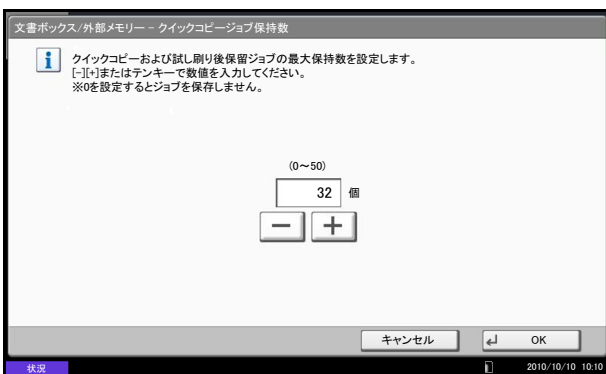 文書ボックス/外部メモリー - クイックコピージョブ保持数
クイックコピーおよび試し刷り後保留ジョブの最大保持数を設定します。
[-][+]またはテンキーで数値を入力してください。
※0を設定するとジョブを保存しません。
(0～50)
32 個
キャンセル
OK
状況
2010/10/10 10:10